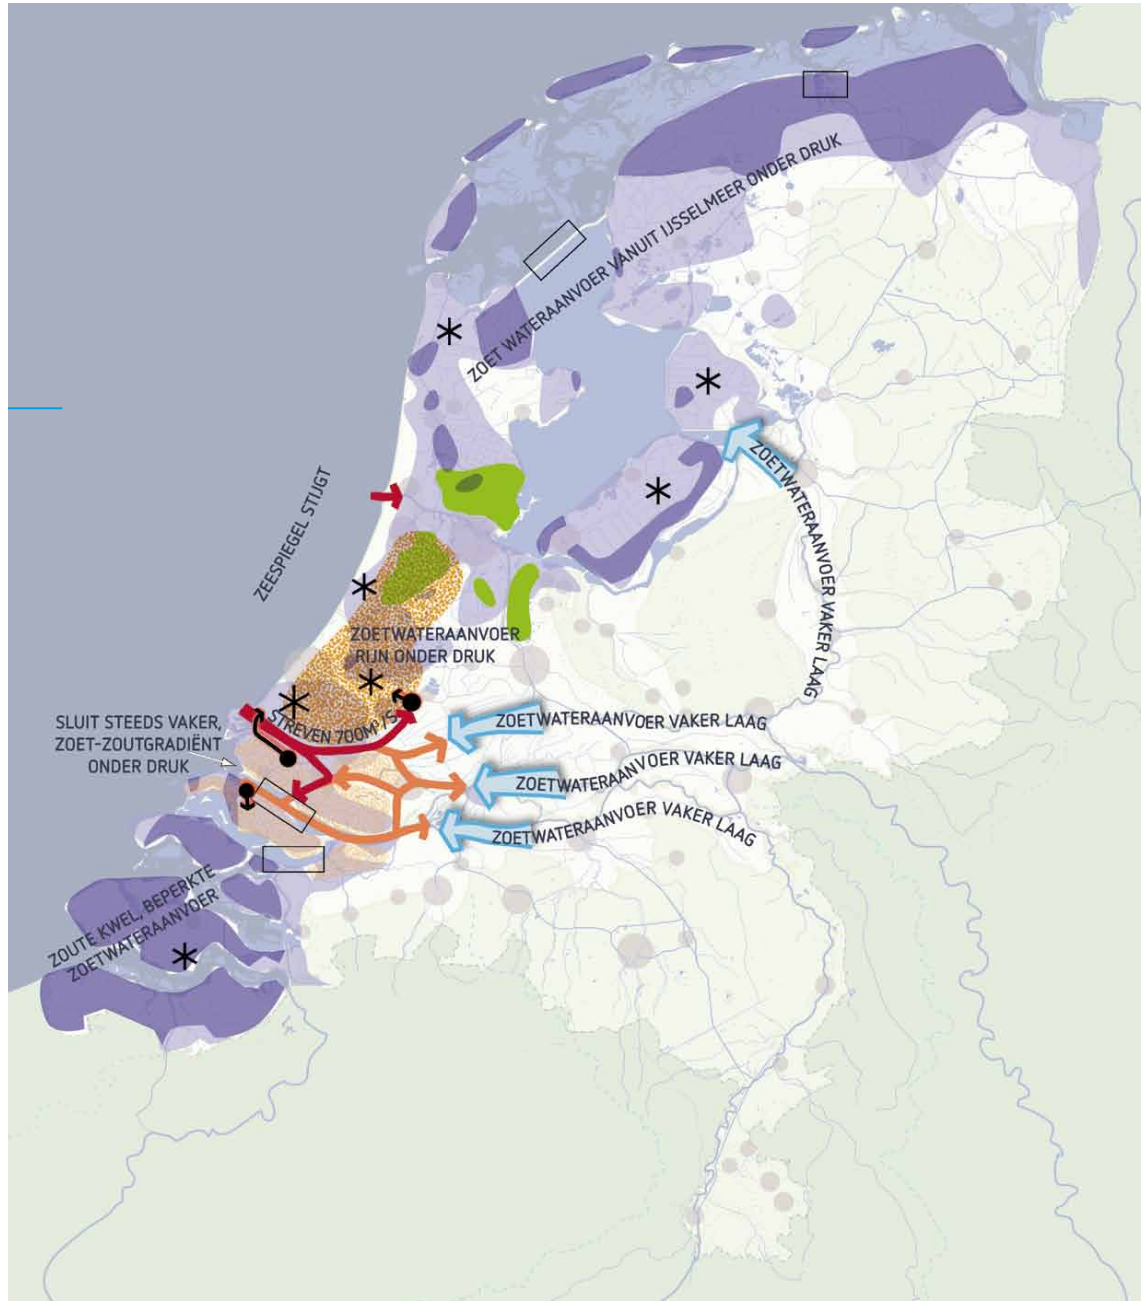 ZOET WATERAANVOER VANUIT IJSSELMEER ONDER DRUK
ZEESPIEGEL STIJGT
ZOETWATERAANVOER VAKER LAAG
ZOETWATERAANVOER
RIJN ONDER DRUK
STREVEN 700M³/S
SLUIT STEEDS VAKER,
ZOET-ZOUTGRADIËNT
ONDER DRUK
ZOETWATERAANVOER VAKER LAAG
ZOETWATERAANVOER VAKER LAAG
ZOETWATERAANVOER VAKER LAAG
ZOUTE KWEL, BEPERKTE
ZOETWATERAANVOER